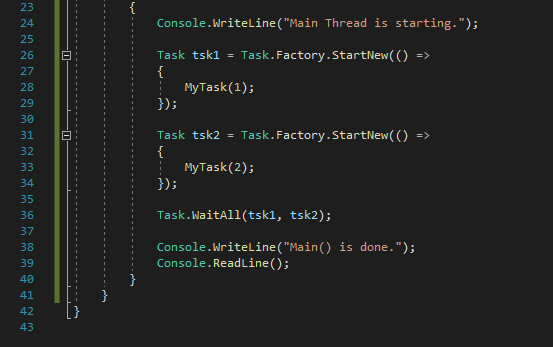 23 {
24 Console.WriteLine("Main Thread is starting.");
25
26 Task tsk1 = Task.Factory.StartNew(() =>
27 {
28 MyTask(1);
29 });
30
31 Task tsk2 = Task.Factory.StartNew(() =>
32 {
33 MyTask(2);
34 });
35
36 Task.WaitAll(tsk1, tsk2);
37
38 Console.WriteLine("Main() is done.");
39 Console.ReadLine();
40 }
41 }
42 }
43